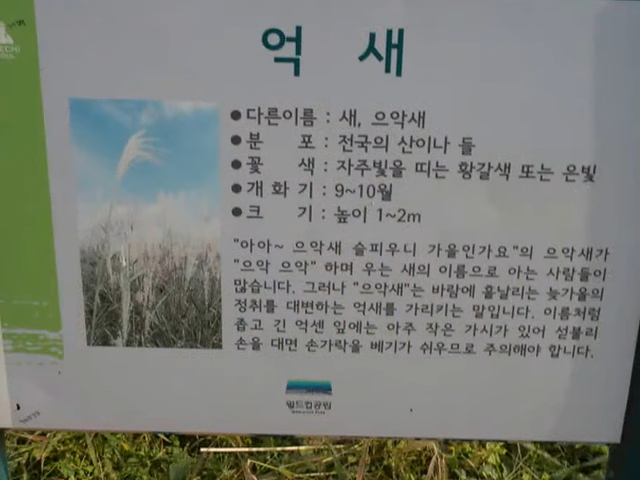 억 새
●다른이름 : 새, 으악새
●분 포 : 전국의 산이나 들
●꽃 색 : 자주빛을 띠는 황갈색 또는 은빛
●개 화 기 : 9~10월
●크 기 : 높이 1~2m
"아아~ 으악새 슬피우니 가을인가요"의 으악새가
"으악 으악" 하며 우는 새의 이름으로 아는 사람들이
많습니다. 그러나 "으악새"는 바람에 흩날리는 늦가을의
정취를 대변하는 억새를 가리키는 말입니다. 이름처럼
좁고 긴 억센 잎에는 아주 작은 가시가 있어 섣불리
손을 대면 손가락을 베기가 쉬우므로 주의해야 합니다.
월드컵공원